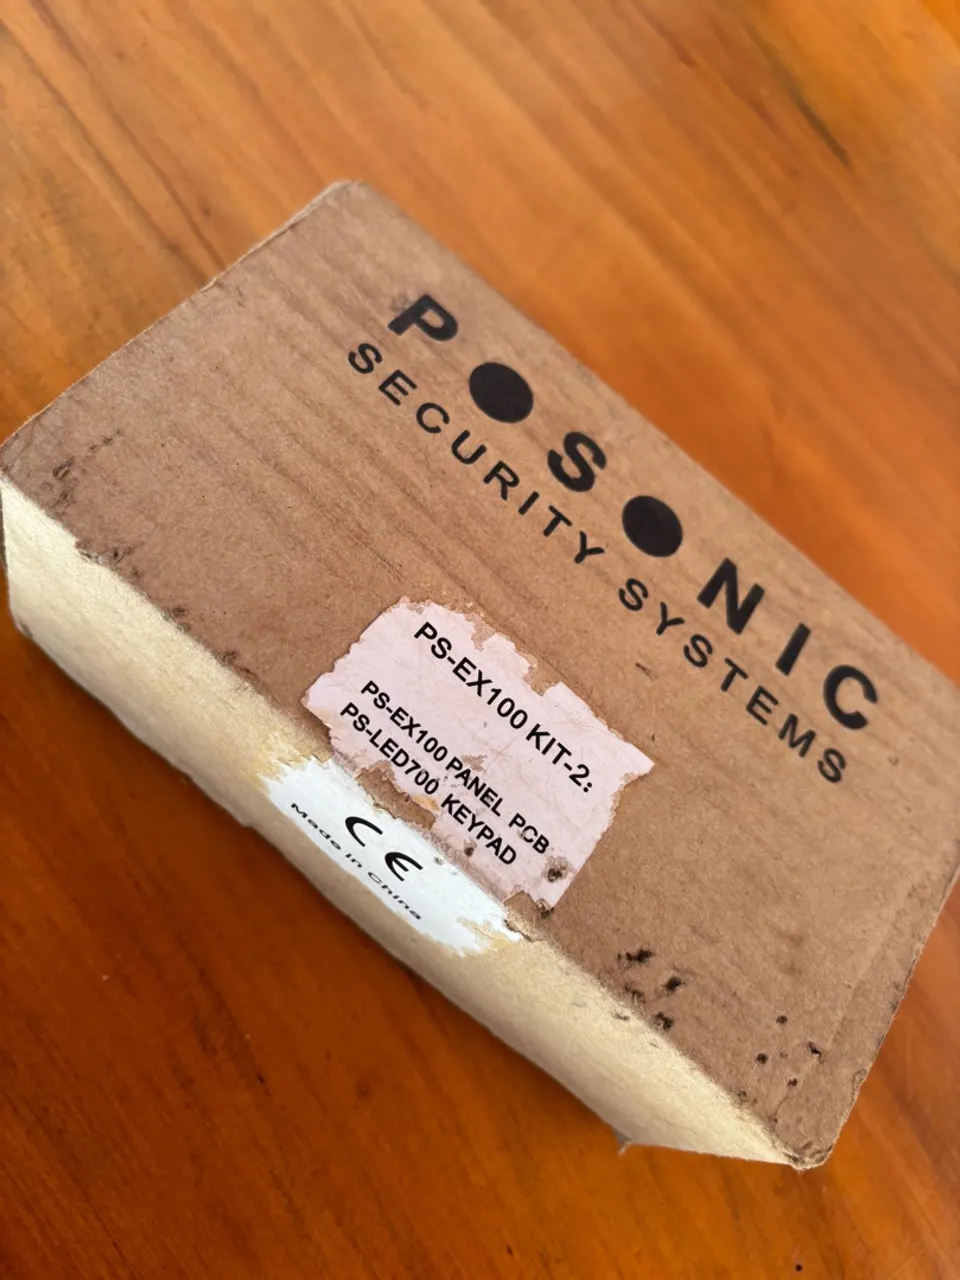 POSONIC
SECURITY SYSTEMS
PS-EX100 KIT-2:
PS-EX100 PANEL PCB
PS-LED700 KEYPAD
CE
Made in China